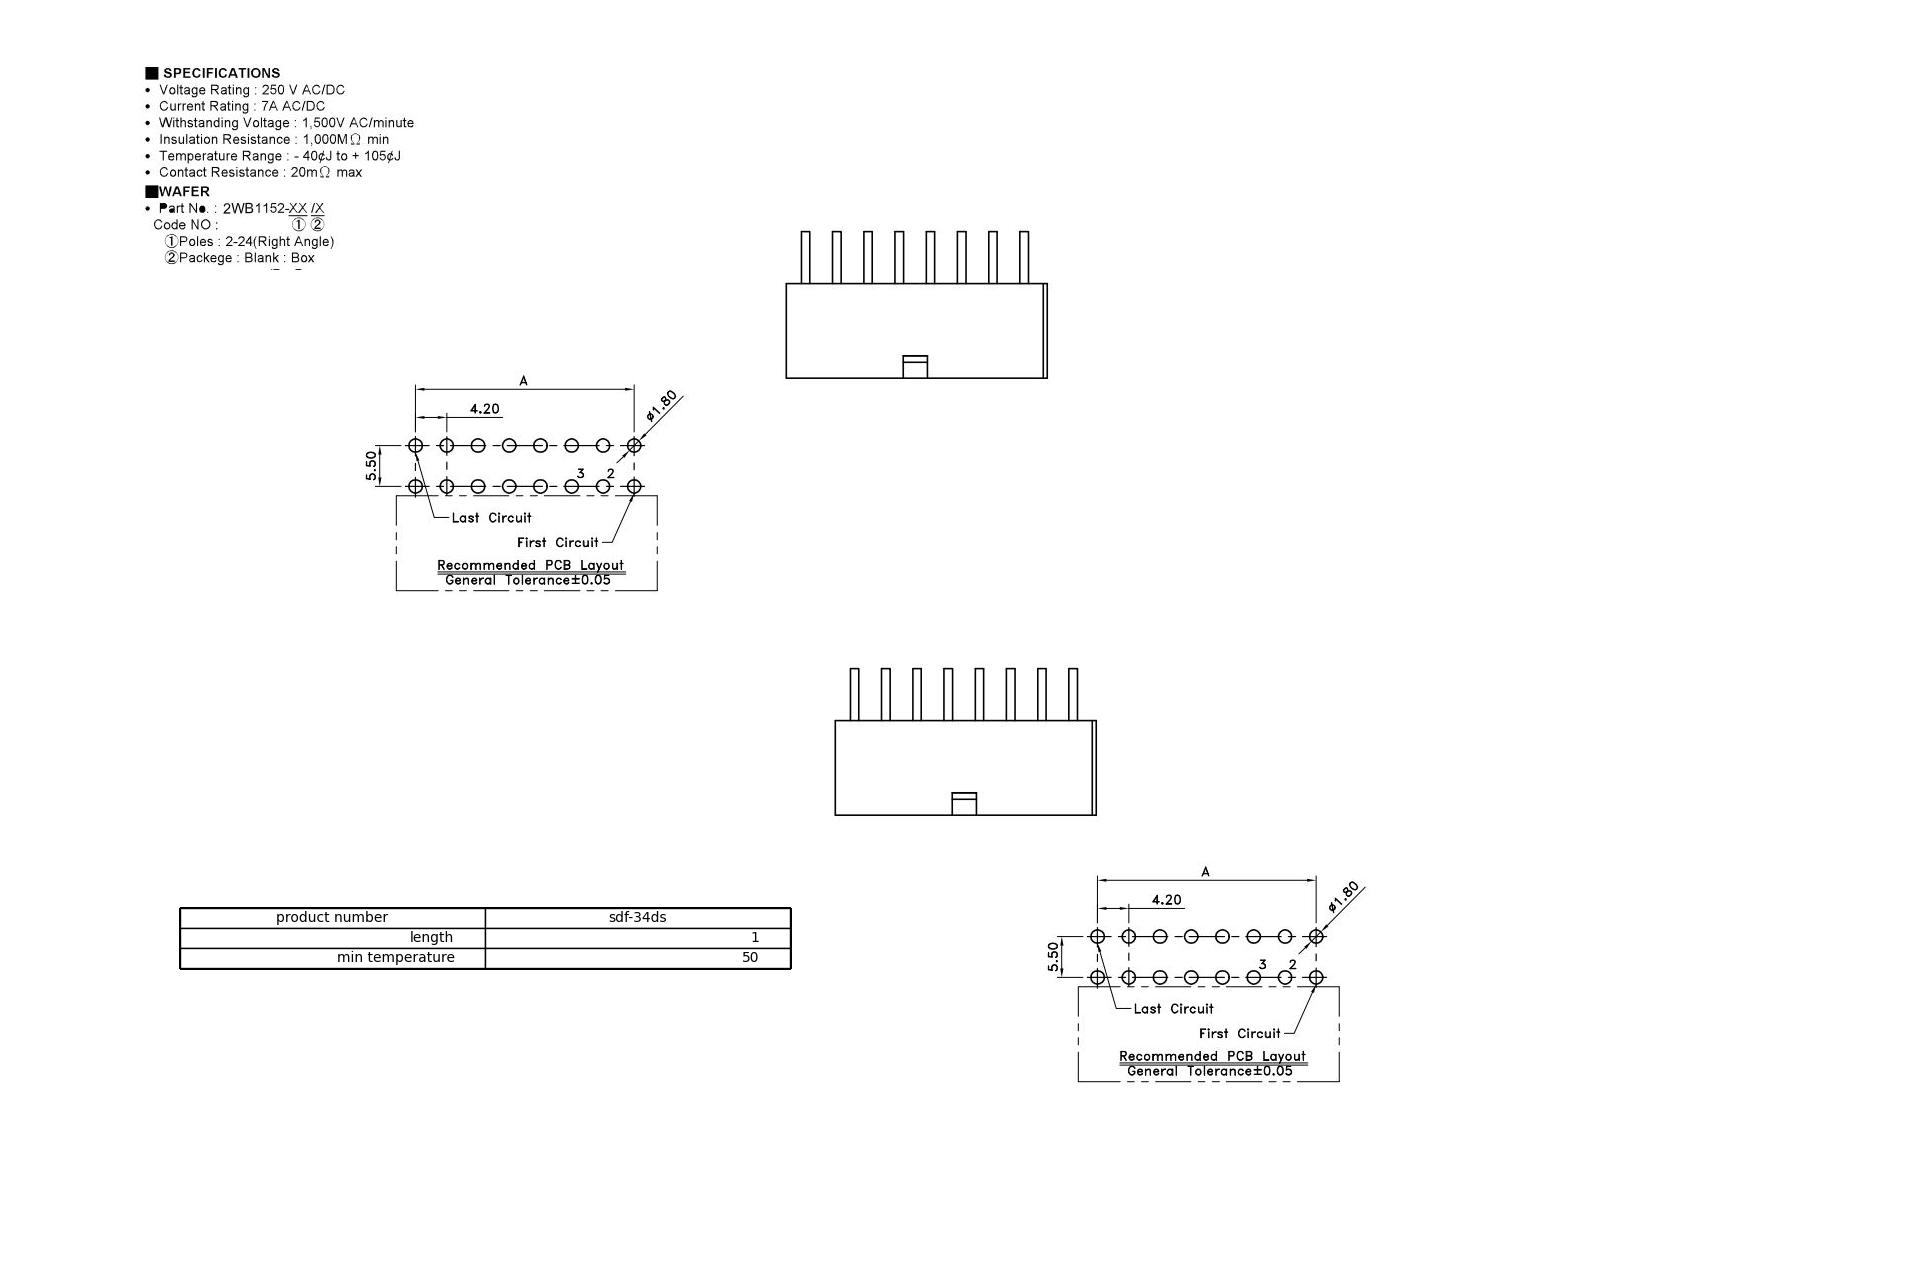 ■ SPECIFICATIONS
• Voltage Rating : 250 V AC/DC
• Current Rating : 7A AC/DC
• Withstanding Voltage : 1,500V AC/minute
• Insulation Resistance : 1,000MΩ min
• Temperature Range : - 40¢J to + 105¢J
• Contact Resistance : 20mΩ max
■WAFER
• Part No. : 2WB1152-XX /X
Code NO : ① ②
①Poles : 2-24(Right Angle)
②Packege : Blank : Box
A
4.20
ø1.80
5.50
3 2
Last Circuit
First Circuit
Recommended PCB Layout
General Tolerance±0.05
product number sdf-34ds
length 1
min temperature 50
A
4.20
ø1.80
5.50
3 2
Last Circuit
First Circuit
Recommended PCB Layout
General Tolerance±0.05